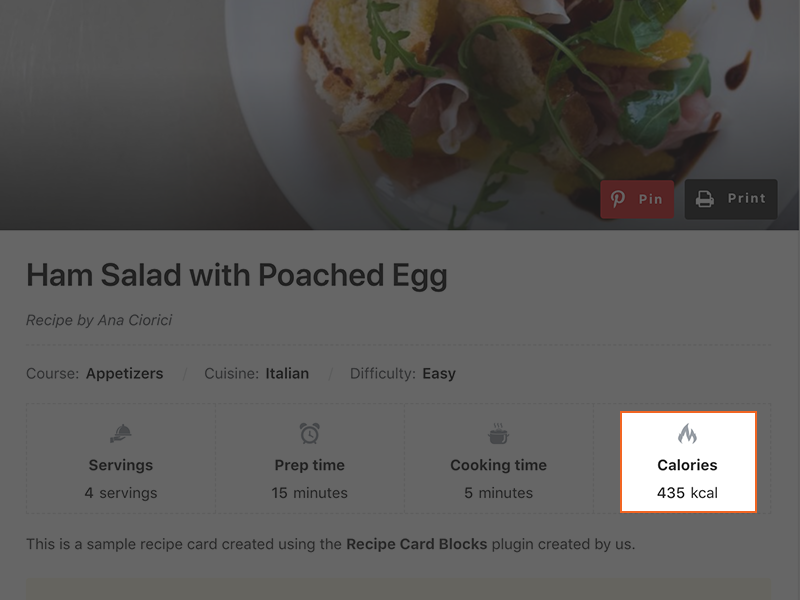 Pin
Print
Ham Salad with Poached Egg
Recipe by Ana Ciorici
Course: Appetizers / Cuisine: Italian / Difficulty: Easy
Servings Prep time Cooking time Calories
4 servings 15 minutes 5 minutes 435 kcal
This is a sample recipe card created using the Recipe Card Blocks plugin created by us.